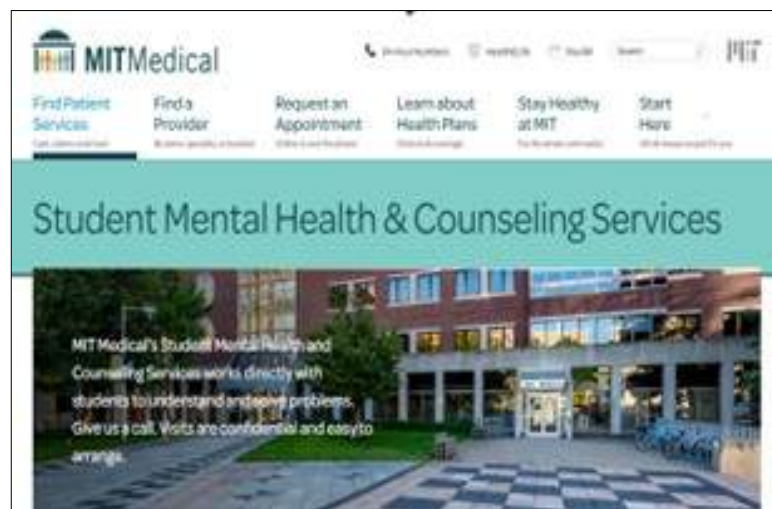 MITMedical
Search
Find Patient
Services
Find a
Provider
Request an
Appointment
Learn about
Health Plans
Stay Healthy
at MIT
Start
Here
Student Mental Health & Counseling Services
MIT Medical's Student Mental Health and
Counseling Services works directly with
students to understand and solve problems.
Give us a call. Visits are confidential and easy to
arrange.